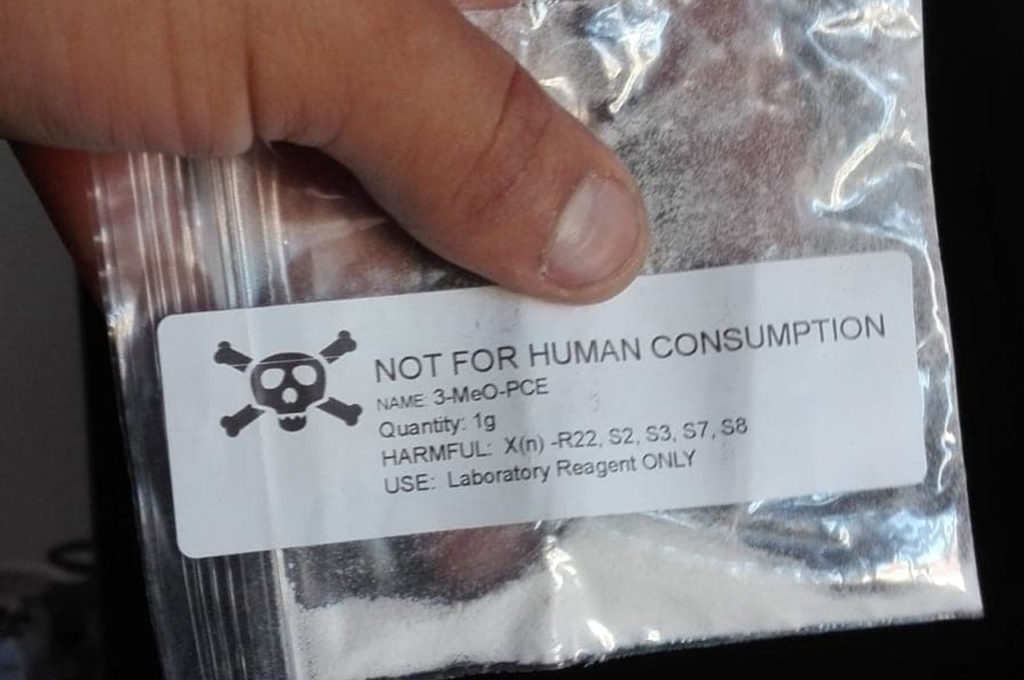 NOT FOR HUMAN CONSUMPTION
NAME: 3-MeO-PCE
Quantity: 1g
HARMFUL: X(n) -R22, S2, S3, S7, S8
USE: Laboratory Reagent ONLY